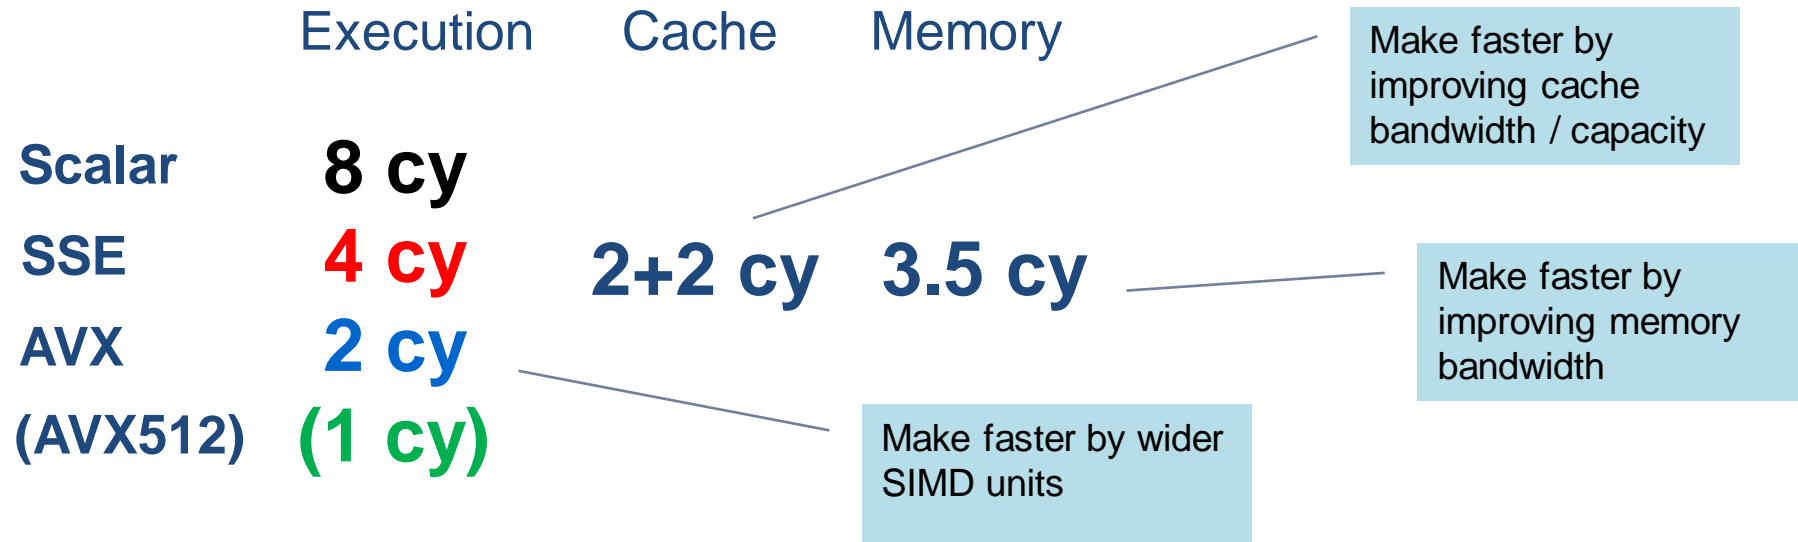 Execution Cache Memory
Make faster by
improving cache
bandwidth / capacity
Scalar 8 cy
SSE 4 cy 2+2 cy 3.5 cy
Make faster by
improving memory
bandwidth
AVX 2 cy
(AVX512) (1 cy)
Make faster by wider
SIMD units